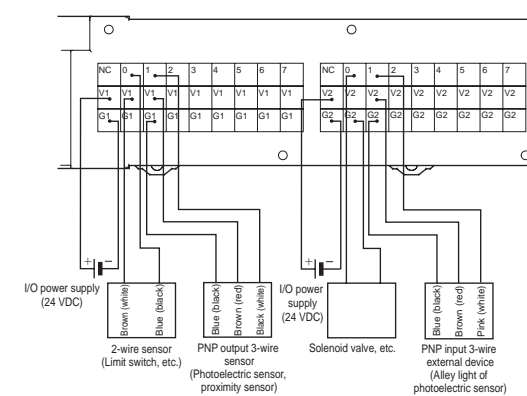 NC 0 1 2 3 4 5 6 7 NC 0 1 2 3 4 5 6 7
V1 V1 V1 V1 V1 V1 V1 V1 V1 V2 V2 V2 V2 V2 V2 V2 V2 V2
G1 G1 G1 G1 G1 G1 G1 G1 G1 G2 G2 G2 G2 G2 G2 G2 G2 G2
+ −
I/O power supply
(24 VDC)
Brown (white)
Blue (black)
2-wire sensor
(Limit switch, etc.)
Blue (black)
Brown (red)
Black (white)
PNP output 3-wire
sensor
(Photoelectric sensor,
proximity sensor)
+ −
I/O power
supply
(24 VDC)
Solenoid valve, etc.
Blue (black)
Brown (red)
Pink (white)
PNP input 3-wire
external device
(Alley light of
photoelectric sensor)